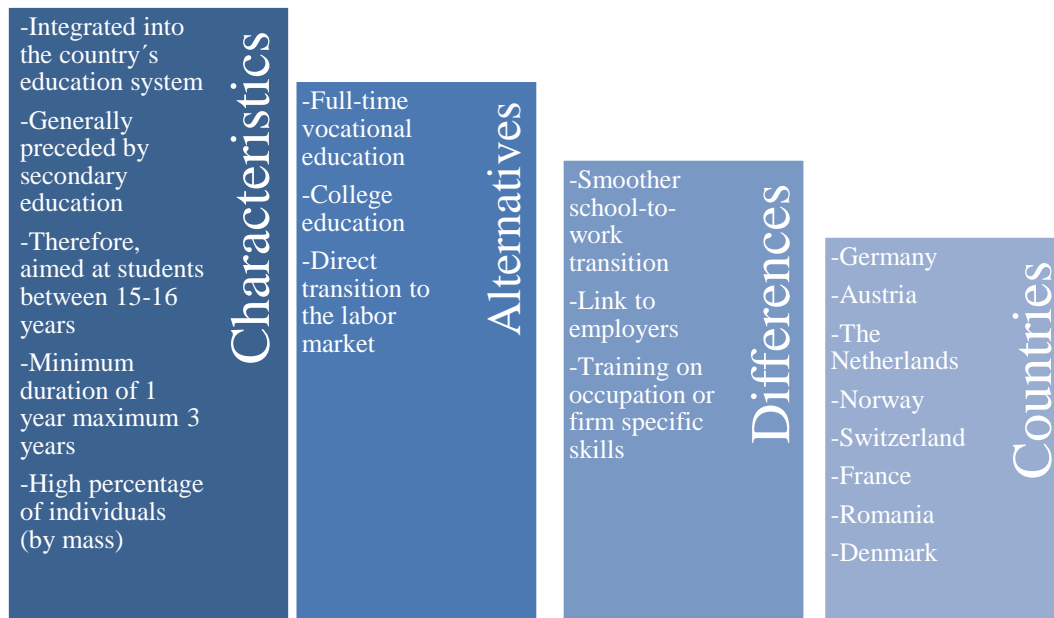 -Integrated into
the country´s
education system
-Generally
preceded by
secondary
education
-Therefore,
aimed at students
between 15-16
years
-Minimum
duration of 1
year maximum 3
years
-High percentage
of individuals
(by mass)
Characteristics
-Full-time
vocational
education
-College
education
-Direct
transition to
the labor
market
Alternatives
-Smoother
school-to-
work
transition
-Link to
employers
-Training on
occupation or
firm specific
skills
Differences
-Germany
-Austria
-The
Netherlands
-Norway
-Switzerland
-France
-Romania
-Denmark
Countries